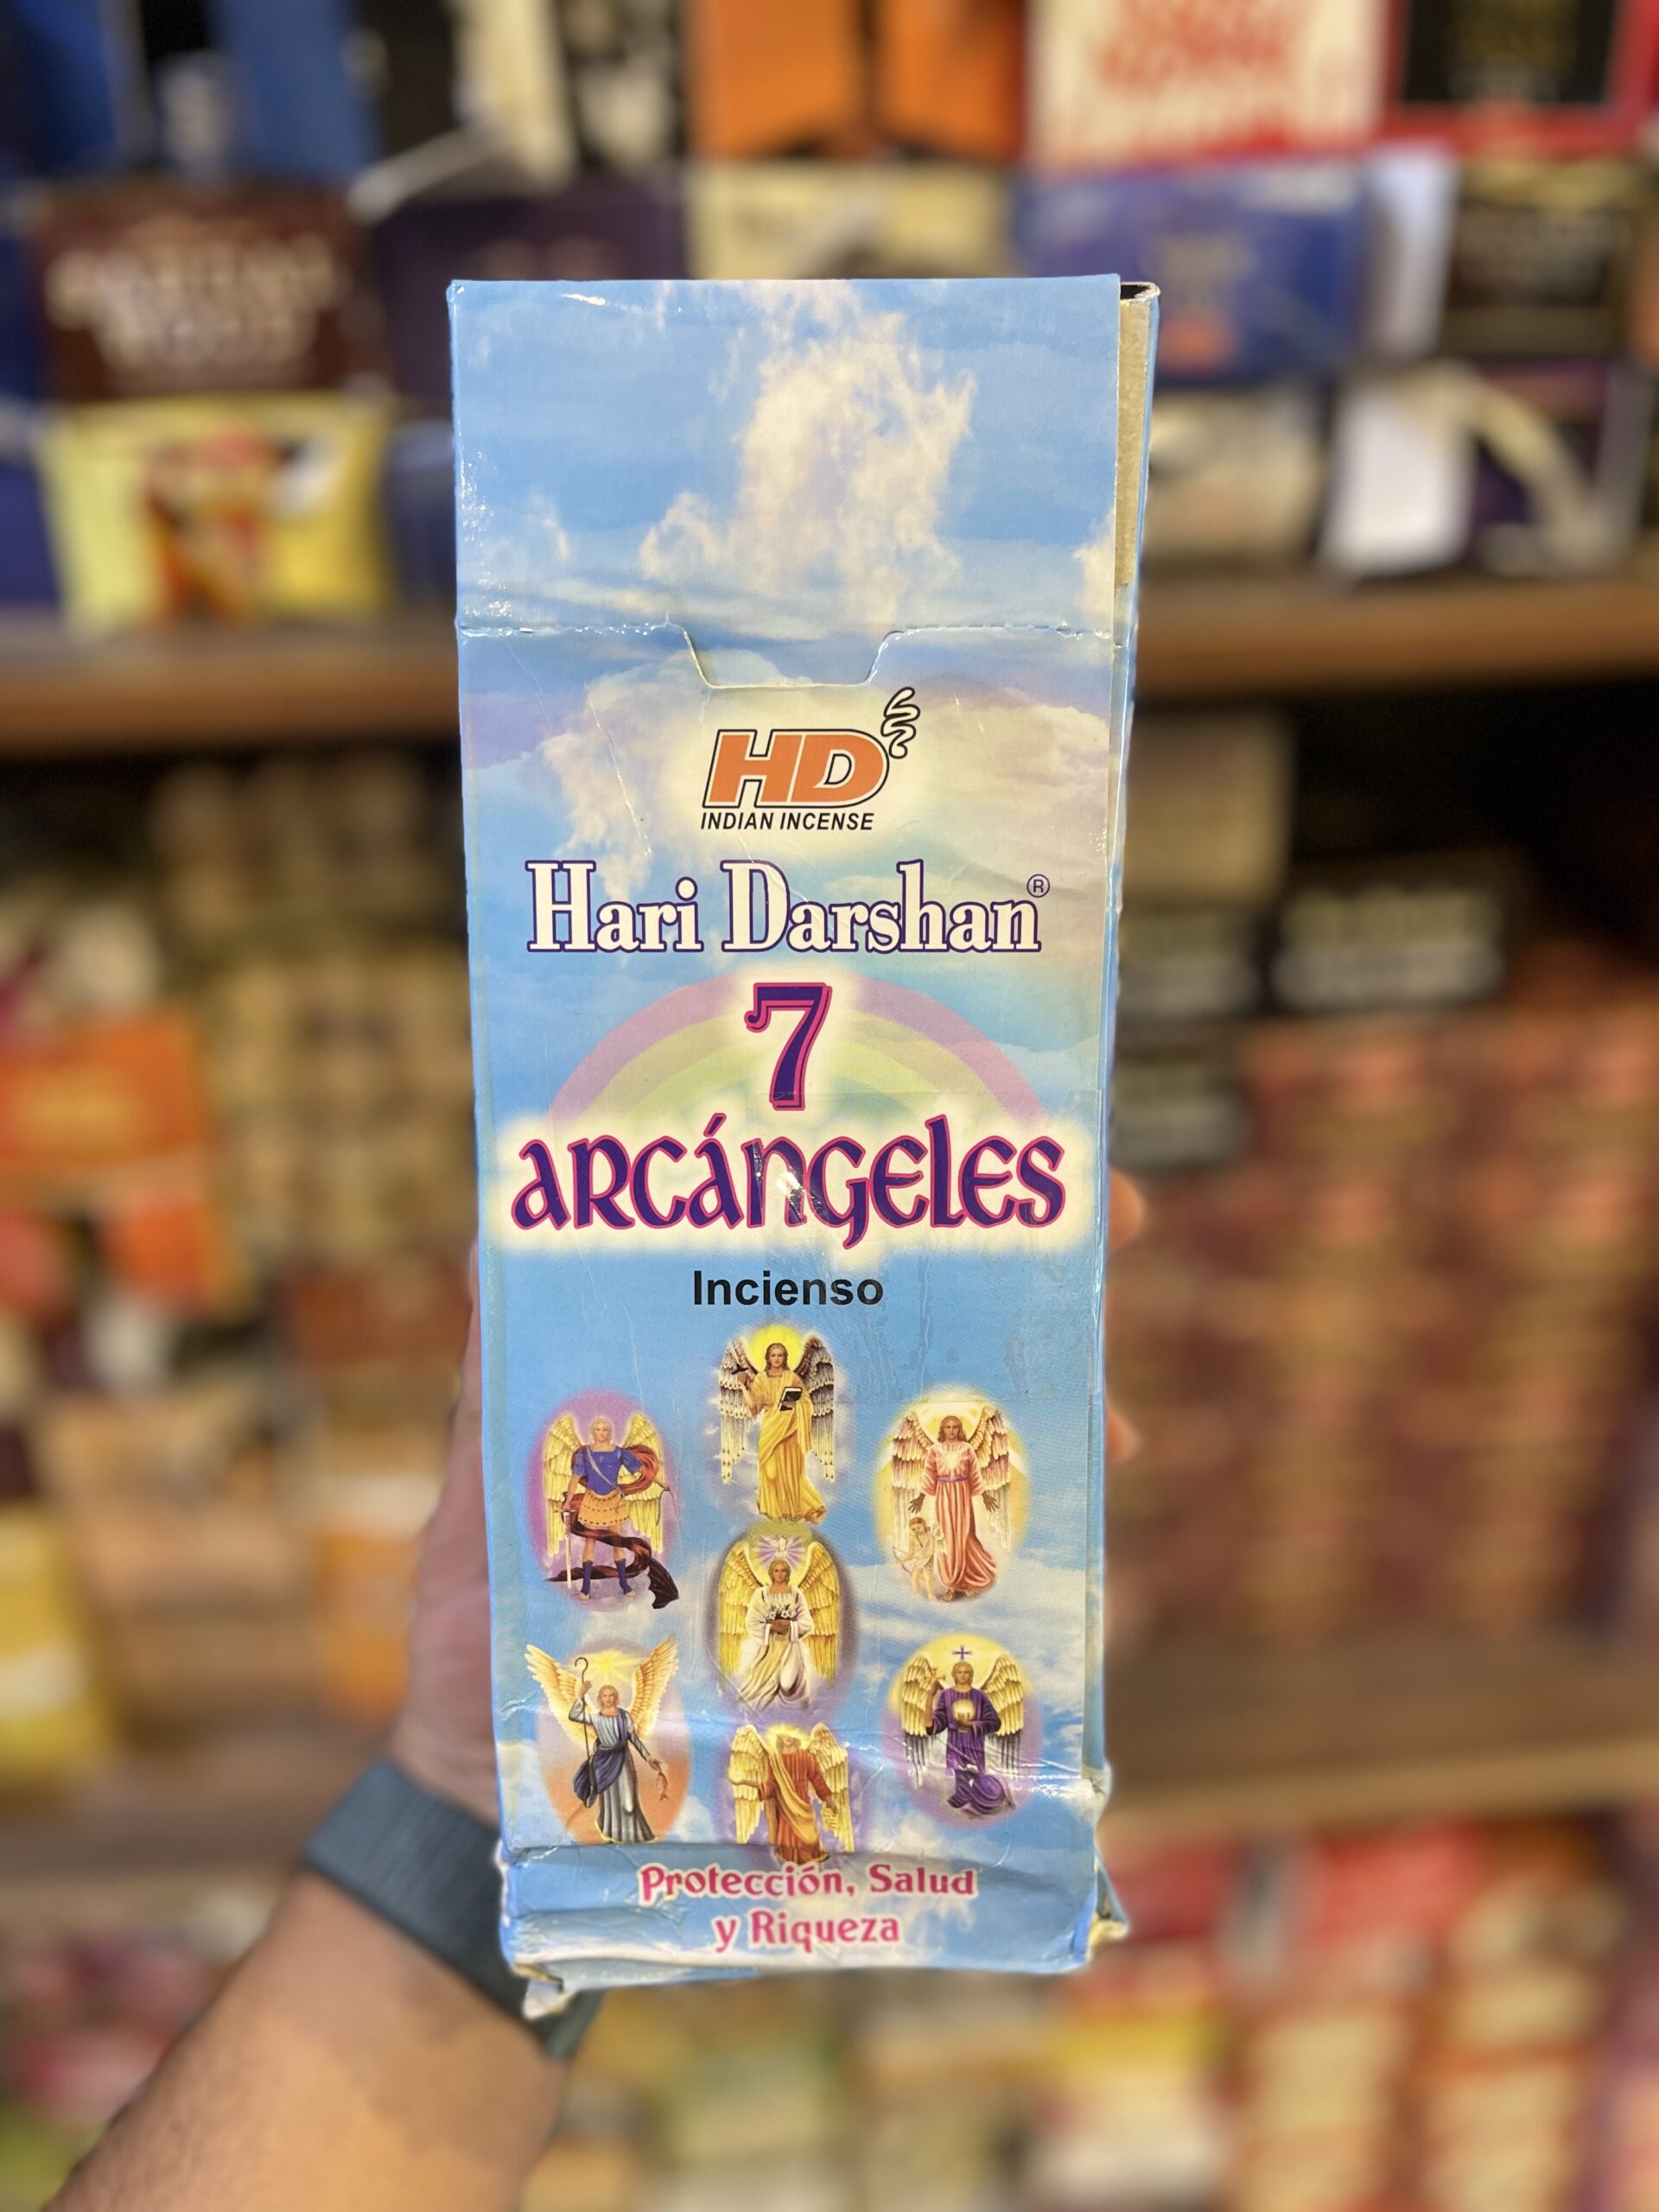 HD
INDIAN INCENSE
Hari Darshan®
7
ARCÁNGELES
Incienso
Protección, Salud
y Riqueza